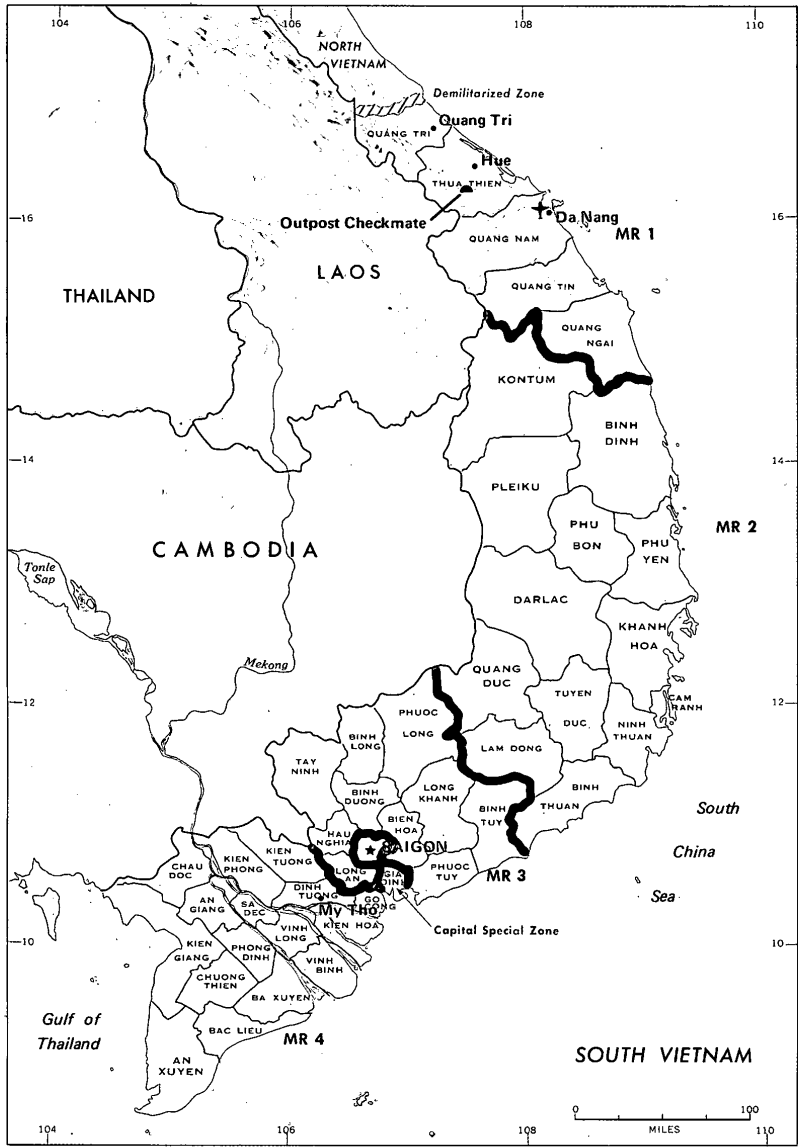 104
106
108
110
NORTH
VIETNAM
Demilitarized Zone
Quang Tri
QUANG TRI
Hue
THUA THIEN
16
Outpost Checkmate
Da Nang
16
MR 1
QUANG NAM
LAOS
THAILAND
QUANG TIN
QUANG
NGAI
KONTUM
BINH
DINH
14
14
PLEIKU
PHU
BON
MR 2
PHU
YEN
CAMBODIA
Tonle
Sap
DARLAC
KHANH
HOA
Mekong
QUANG
DUC
TUYEN
DUC
CAM
RANH
12
12
PHUOC
LONG
NINH
THUAN
BINH
LONG
LAM DONG
TAY
NINH
BINH
DUONG
LONG
KHANH
BINH
TUY
BINH
THUAN
South
China
Sea
BIEN
HOA
HAU
NGHIA
SAIGON
KIEN
TUONG
KIEN
PHONG
CHAU
DOC
LONG
AN
GIA
DINH
PHUOC
TUY
MR 3
DINH
TUONG
GO
CONG
My Tho
AN
GIANG
SA
DEC
KIEN HOA
Capital Special Zone
VINH
LONG
10
10
KIEN
GIANG
PHONG
DINH
VINH
BINH
CHUONG
THIEN
BA XUYEN
Gulf of
Thailand
BAC LIEU
MR 4
AN
XUYEN
SOUTH VIETNAM
0
100
MILES
104
106
108
110